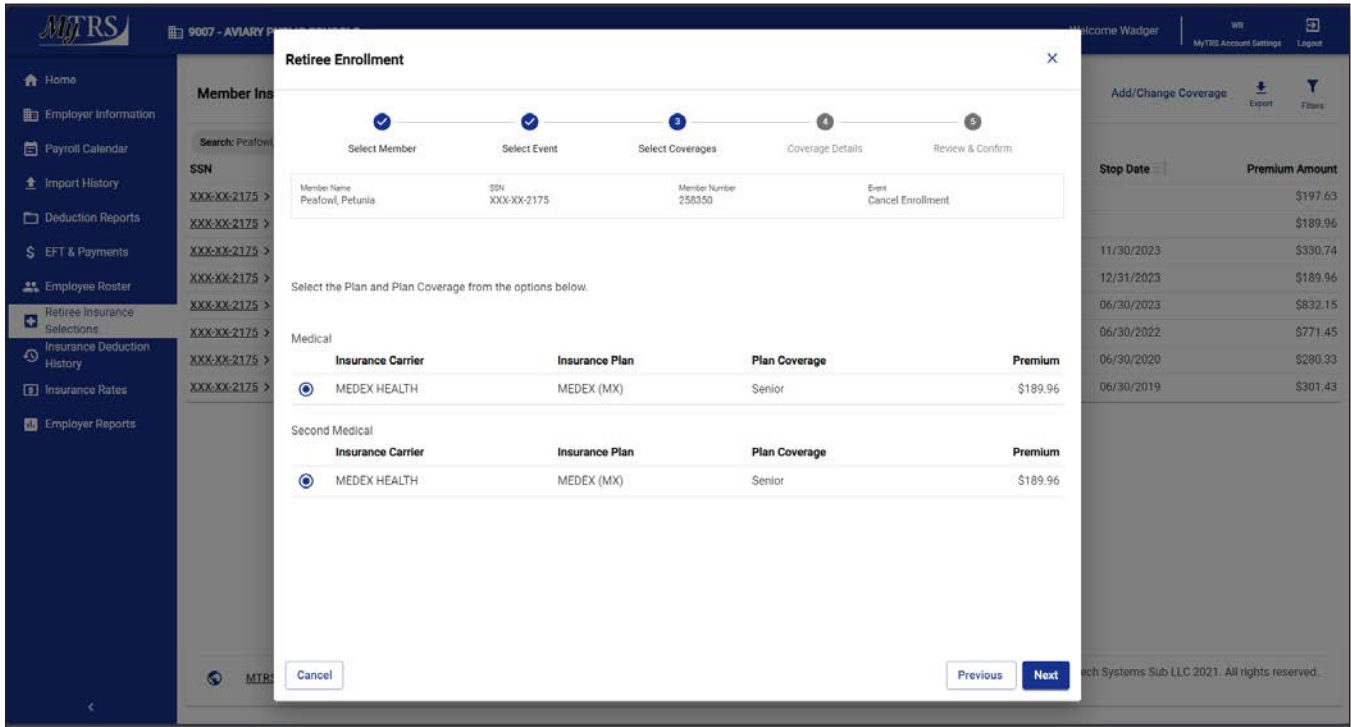 MyTRS
9007 - AVIARY P
Welcome Wadger
WB
MyTRS Account Settings
Logout
Home
Employer Information
Payroll Calendar
Import History
Deduction Reports
EFT & Payments
Employee Roster
Retiree Insurance
Selections
Insurance Deduction
History
Insurance Rates
Employer Reports
Member Ins
Add/Change Coverage
Export
Filters
Search: Peafowl,
SSN
Stop Date
Premium Amount
XXX-XX-2175 >
$197.63
XXX-XX-2175 >
$189.96
XXX-XX-2175 >
11/30/2023
$330.74
XXX-XX-2175 >
12/31/2023
$189.96
XXX-XX-2175 >
06/30/2023
$832.15
XXX-XX-2175 >
06/30/2022
$771.45
XXX-XX-2175 >
06/30/2020
$280.33
XXX-XX-2175 >
06/30/2019
$301.43
Retiree Enrollment
3
4
5
Select Member
Select Event
Select Coverages
Coverage Details
Review & Confirm
Member Name
SSN
Member Number
Event
Peafowl, Petunia
XXX-XX-2175
258350
Cancel Enrollment
Select the Plan and Plan Coverage from the options below.
Medical
Insurance Carrier
Insurance Plan
Plan Coverage
Premium
MEDEX HEALTH
MEDEX (MX)
Senior
$189.96
Second Medical
Insurance Carrier
Insurance Plan
Plan Coverage
Premium
MEDEX HEALTH
MEDEX (MX)
Senior
$189.96
Cancel
Previous
Next
MTRS
ech Systems Sub LLC 2021. All rights reserved.